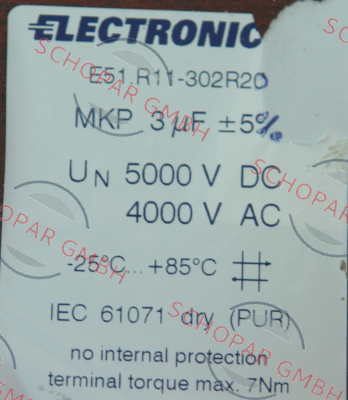 ELECTRONIC
E51.R11-302R20
MKP 3 µF ±5%
UN 5000 V DC
4000 V AC
-25°C...+85°C
IEC 61071 dry (PUR)
no internal protection
terminal torque max. 7Nm
SCHOPAR GMBH
SCHOPAR GMBH
SCHOPAR GMBH
SCHOPAR GMBH